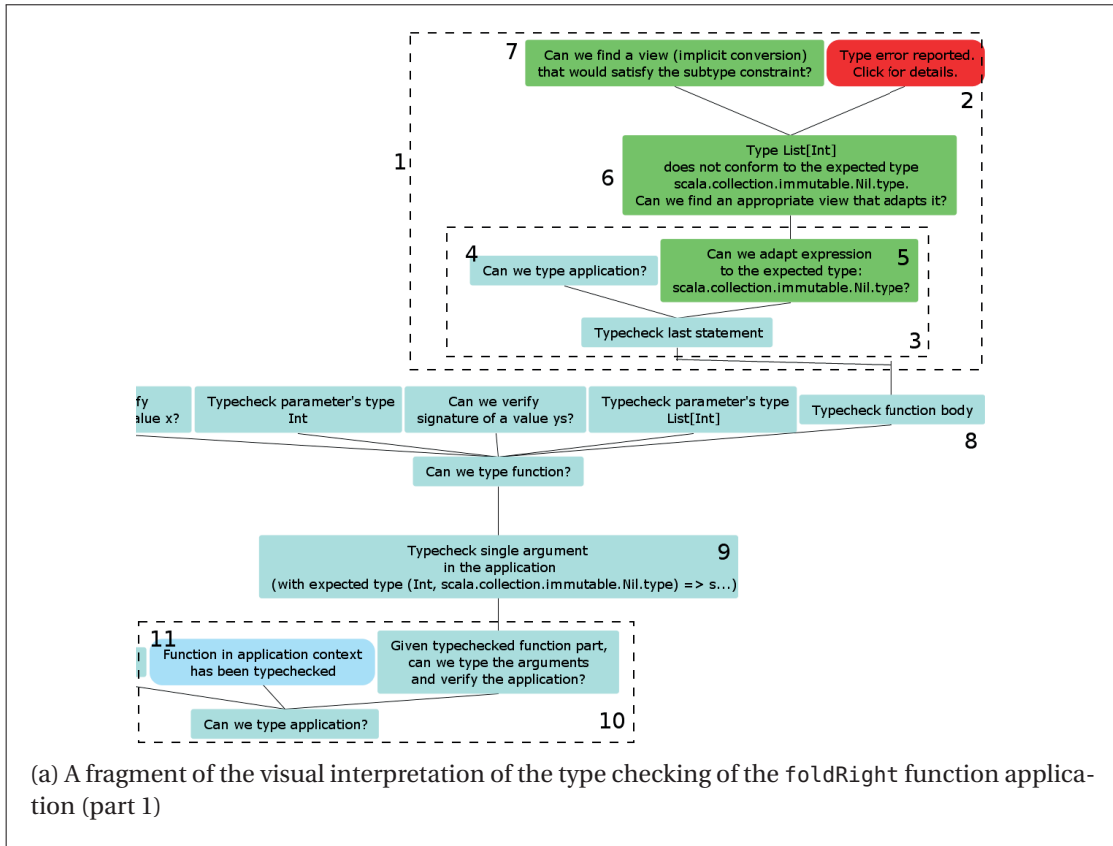 7
Can we find a view (implicit conversion)
that would satisfy the subtype constraint?
Type error reported.
Click for details.
2
1
Type List[Int]
does not conform to the expected type
scala.collection.immutable.Nil.type.
Can we find an appropriate view that adapts it?
6
4
Can we type application?
Can we adapt expression
to the expected type:
scala.collection.immutable.Nil.type?
5
Typecheck last statement
3
fy
alue x?
Typecheck parameter's type
Int
Can we verify
signature of a value ys?
Typecheck parameter's type
List[Int]
Typecheck function body
8
Can we type function?
Typecheck single argument
in the application
(with expected type (Int, scala.collection.immutable.Nil.type) => s...)
9
11
Function in application context
has been typechecked
Given typechecked function part,
can we type the arguments
and verify the application?
Can we type application?
10
(a) A fragment of the visual interpretation of the type checking of the foldRight function applica-
tion (part 1)